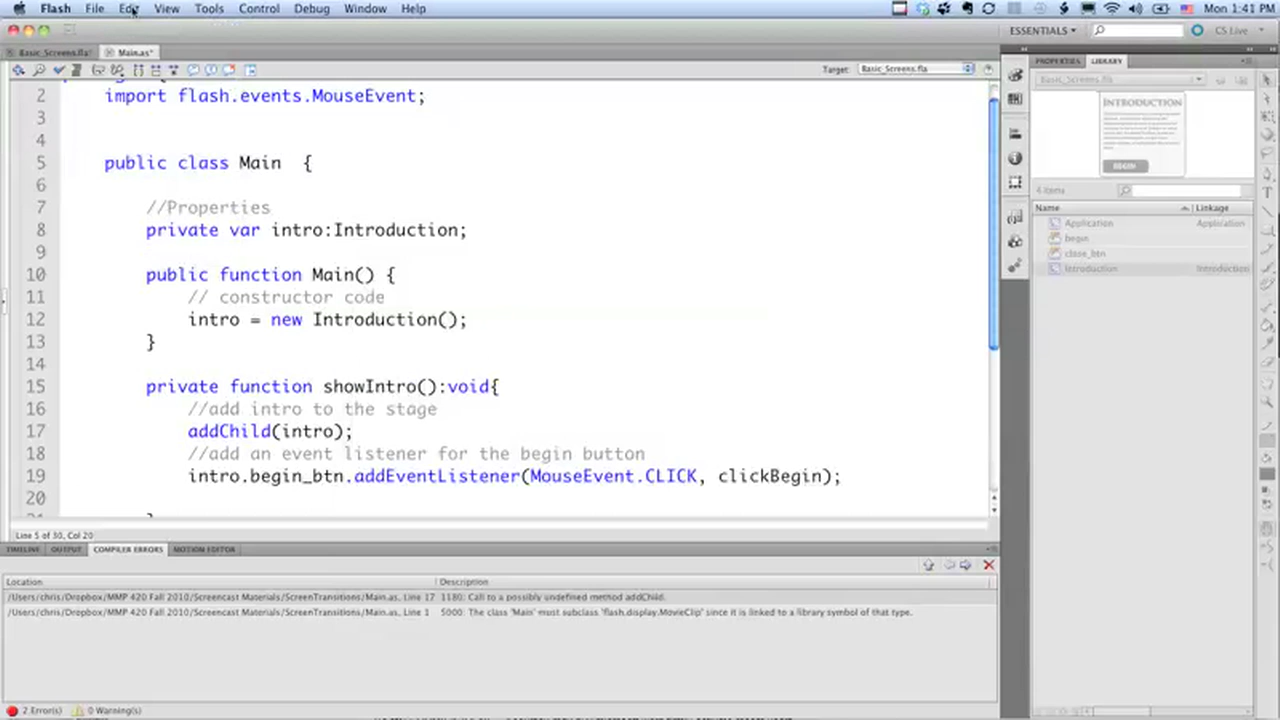 Flash File Edit View Tools Control Debug Window Help Mon 1:41 PM
ESSENTIALS CS Live
Basic_Screens.fla* Main.as*
Target: Basic_Screens.fla
2 import flash.events.MouseEvent;
3
4
5 public class Main {
6
7 //Properties
8 private var intro:Introduction;
9
10 public function Main() {
11 // constructor code
12 intro = new Introduction();
13 }
14
15 private function showIntro():void{
16 //add intro to the stage
17 addChild(intro);
18 //add an event listener for the begin button
19 intro.begin_btn.addEventListener(MouseEvent.CLICK, clickBegin);
20
Line 5 of 30, Col 20
TIMELINE OUTPUT COMPILER ERRORS MOTION EDITOR
Location Description
/Users/chris/Dropbox/MMP 420 Fall 2010/Screencast Materials/ScreenTransitions/Main.as, Line 17 1180: Call to a possibly undefined method addChild.
/Users/chris/Dropbox/MMP 420 Fall 2010/Screencast Materials/ScreenTransitions/Main.as, Line 1 5000: The class 'Main' must subclass 'flash.display.MovieClip' since it is linked to a library symbol of that type.
2 Error(s) 0 Warning(s)
PROPERTIES LIBRARY
Basic_Screens.fla
INTRODUCTION
BEGIN
6 items
Name Linkage
Application Application
begin
close_btn
Introduction Introduction